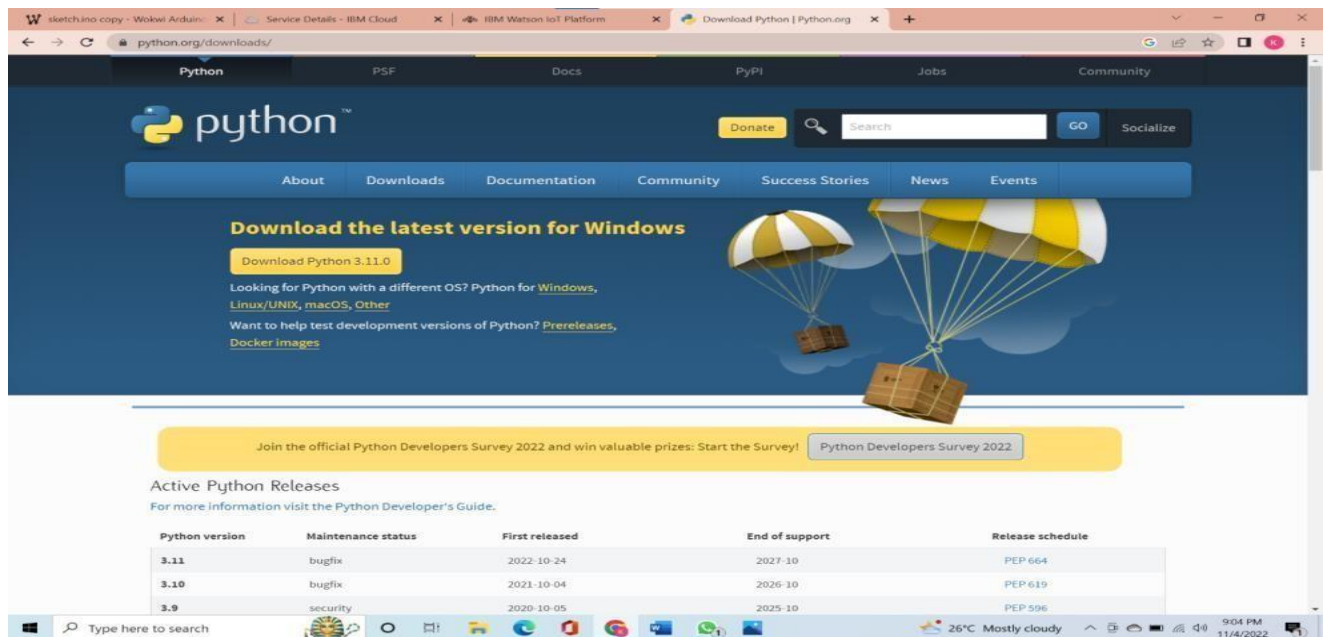 W sketch.ino copy - Wokwi Arduino
Service Details - IBM Cloud
IBM Watson IoT Platform
Download Python | Python.org
python.org/downloads/
G
K
Python PSF Docs PyPI Jobs Community
python™
Donate
Search
GO
Socialize
About Downloads Documentation Community Success Stories News Events
Download the latest version for Windows
Download Python 3.11.0
Looking for Python with a different OS? Python for Windows,
Linux/UNIX, macOS, Other
Want to help test development versions of Python? Prereleases,
Docker images
Join the official Python Developers Survey 2022 and win valuable prizes: Start the Survey! Python Developers Survey 2022
Active Python Releases
For more information visit the Python Developer's Guide.
Python version Maintenance status First released End of support Release schedule
3.11 bugfix 2022-10-24 2027-10 PEP 664
3.10 bugfix 2021-10-04 2026-10 PEP 619
3.9 security 2020-10-05 2025-10 PEP 596
Type here to search
26°C Mostly cloudy
9:04 PM
11/4/2022